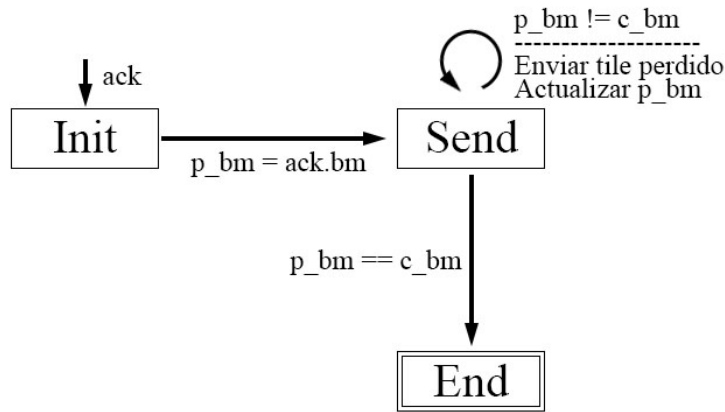 p_bm != c_bm
--------------------
Enviar tile perdido
Actualizar p_bm
ack
Init
Send
p_bm = ack.bm
p_bm == c_bm
End